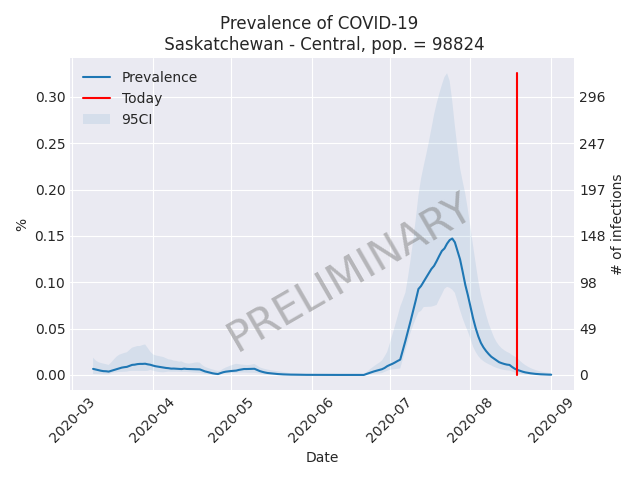 Prevalence of COVID-19
Saskatchewan - Central, pop. = 98824
Prevalence
Today
95CI
0.30
0.25
0.20
0.15
0.10
0.05
0.00
%
296
247
197
148
98
49
0
# of infections
PRELIMINARY
2020-03
2020-04
2020-05
2020-06
2020-07
2020-08
2020-09
Date